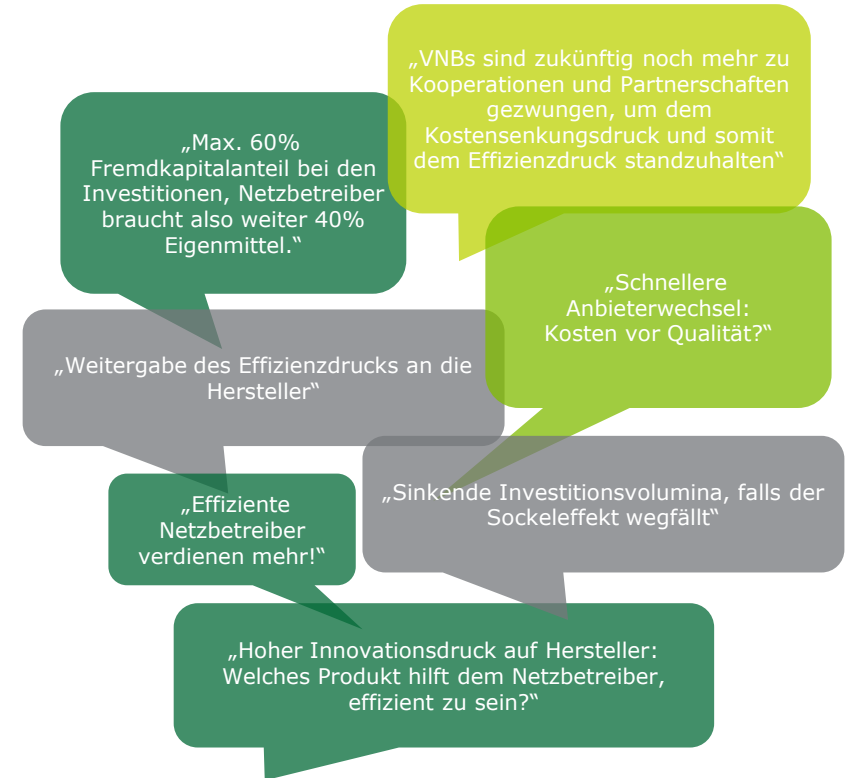 „VNBs sind zukünftig noch mehr zu
Kooperationen und Partnerschaften
gezwungen, um dem
Kostensenkungsdruck und somit
dem Effizienzdruck standzuhalten“
„Max. 60%
Fremdkapitalanteil bei den
Investitionen, Netzbetreiber
braucht also weiter 40%
Eigenmittel.“
„Schnellere
Anbieterwechsel:
Kosten vor Qualität?“
„Weitergabe des Effizienzdrucks an die
Hersteller“
„Sinkende Investitionsvolumina, falls der
Sockeleffekt wegfällt“
„Effiziente
Netzbetreiber
verdienen mehr!“
„Hoher Innovationsdruck auf Hersteller:
Welches Produkt hilft dem Netzbetreiber,
effizient zu sein?“